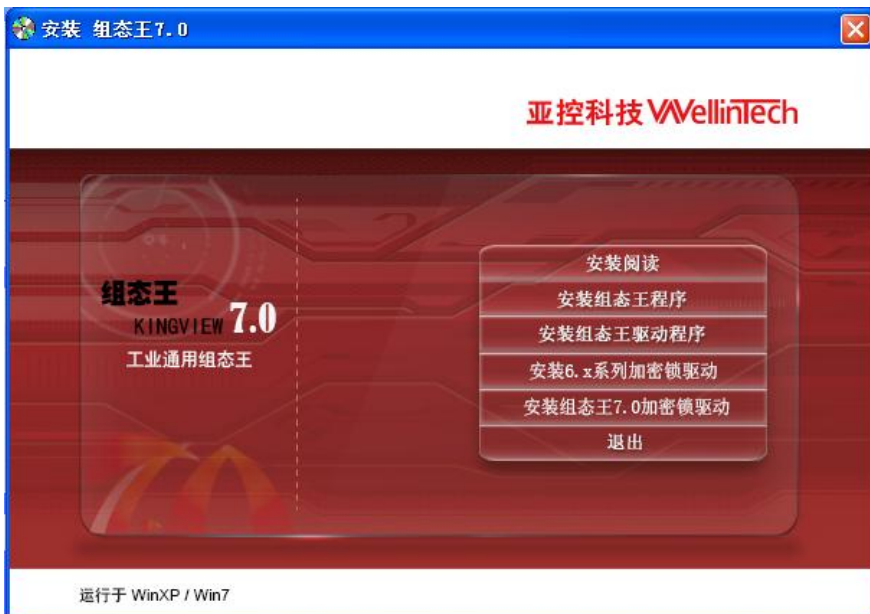 安装 组态王7.0
亚控科技 WellinTech
组态王
KINGVIEW 7.0
工业通用组态王
安装阅读
安装组态王程序
安装组态王驱动程序
安装6.x系列加密锁驱动
安装组态王7.0加密锁驱动
退出
运行于 WinXP / Win7